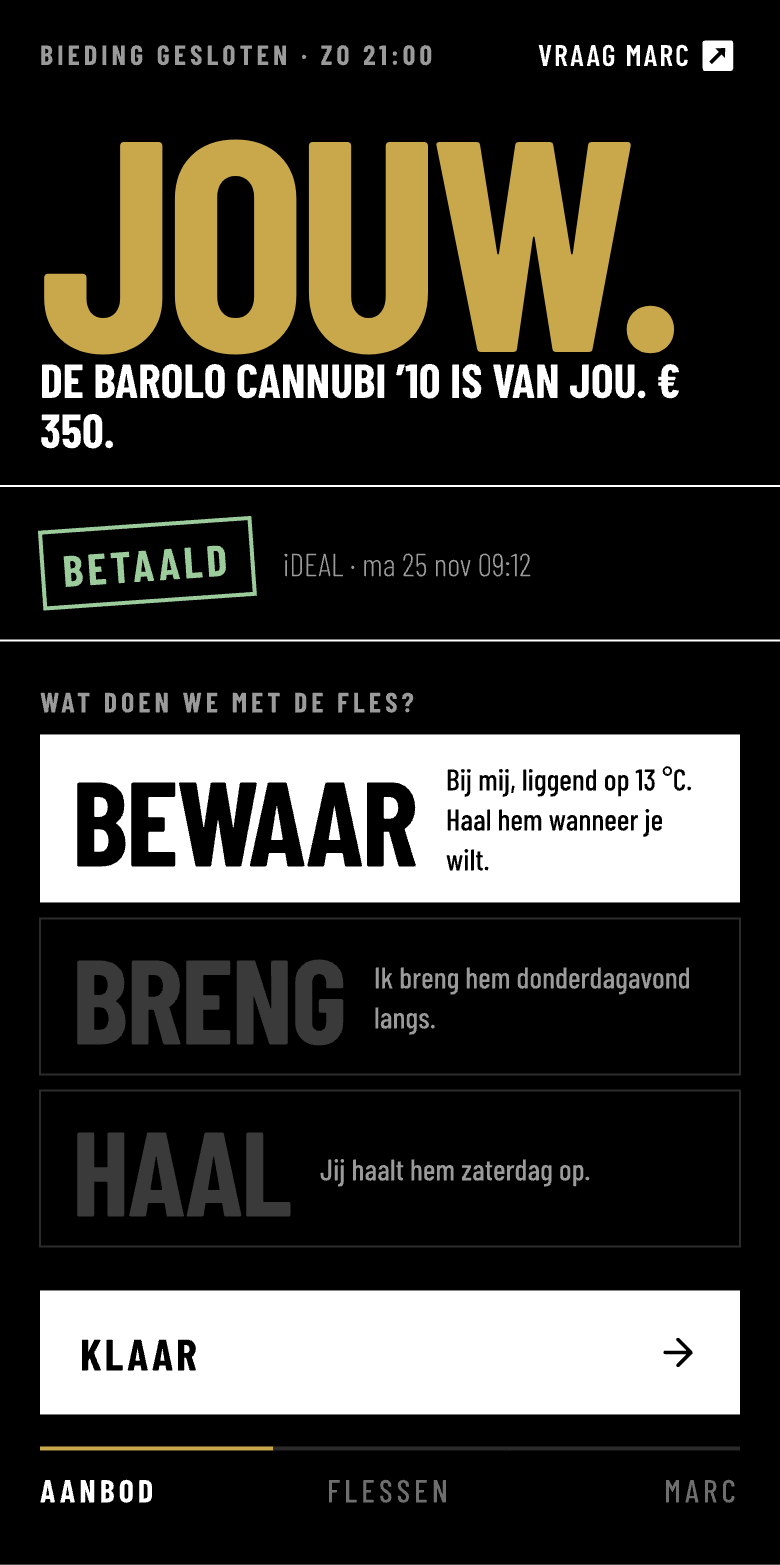 BIEDING GESLOTEN · ZO 21:00
VRAAG MARC
JOUW.
DE BAROLO CANNUBI '10 IS VAN JOU. €
350.
BETAALD
iDEAL · ma 25 nov 09:12
WAT DOEN WE MET DE FLES?
BEWAAR
Bij mij, liggend op 13 °C.
Haal hem wanneer je
wilt.
BRENG
Ik breng hem donderdagavond
langs.
HAAL
Jij haalt hem zaterdag op.
KLAAR
AANBOD
FLESSEN
MARC